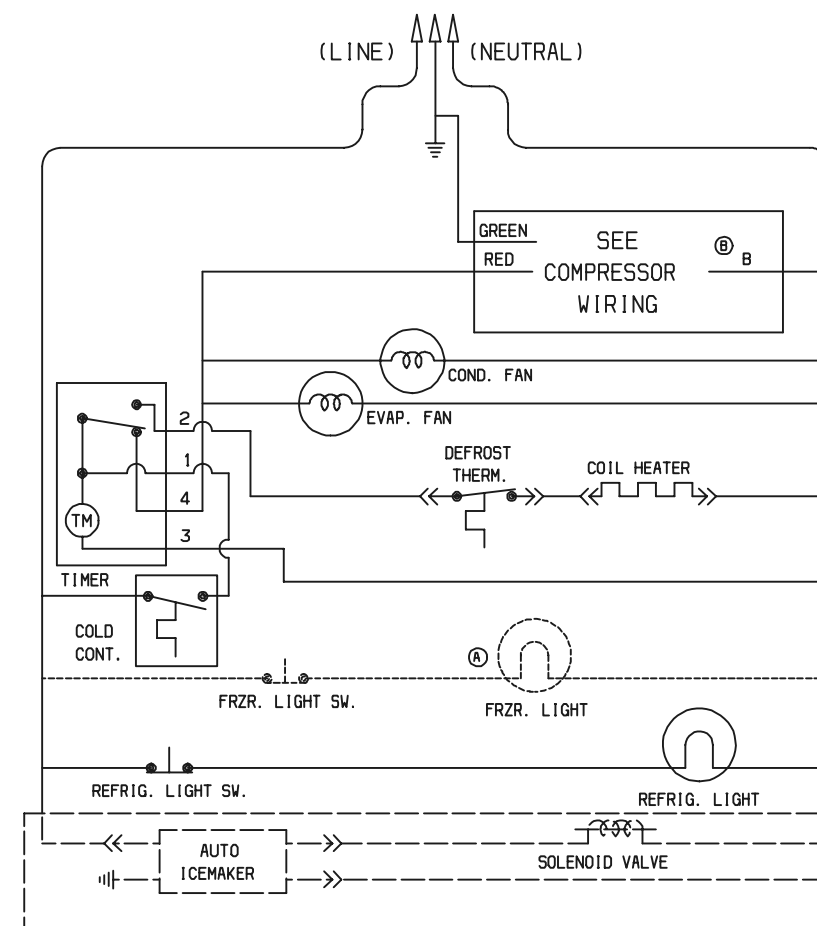 (LINE)
(NEUTRAL)
GREEN
RED
SEE
COMPRESSOR
WIRING
B
B
COND. FAN
EVAP. FAN
2
1
4
3
TM
TIMER
DEFROST
THERM.
COIL HEATER
COLD
CONT.
A
FRZR. LIGHT SW.
FRZR. LIGHT
REFRIG. LIGHT SW.
REFRIG. LIGHT
AUTO
ICEMAKER
SOLENOID VALVE